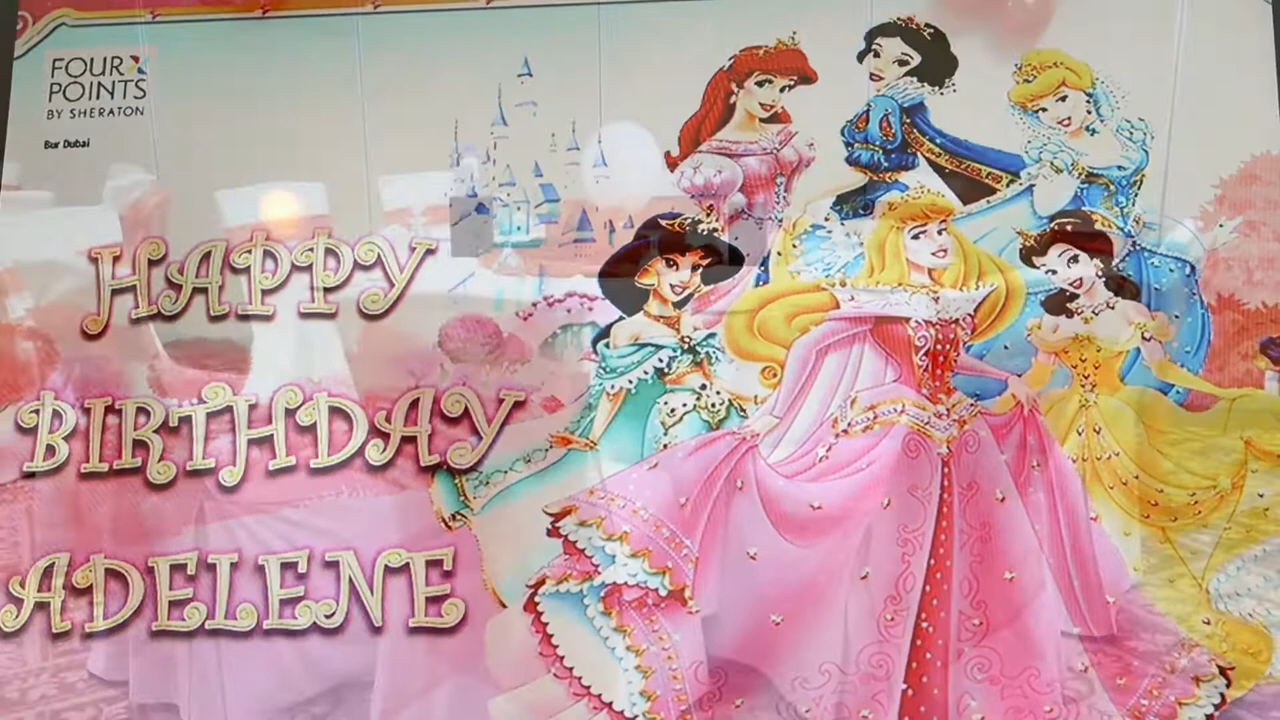 FOUR
POINTS
BY SHERATON
Bur Dubai
HAPPY
BIRTHDAY
ADELENE